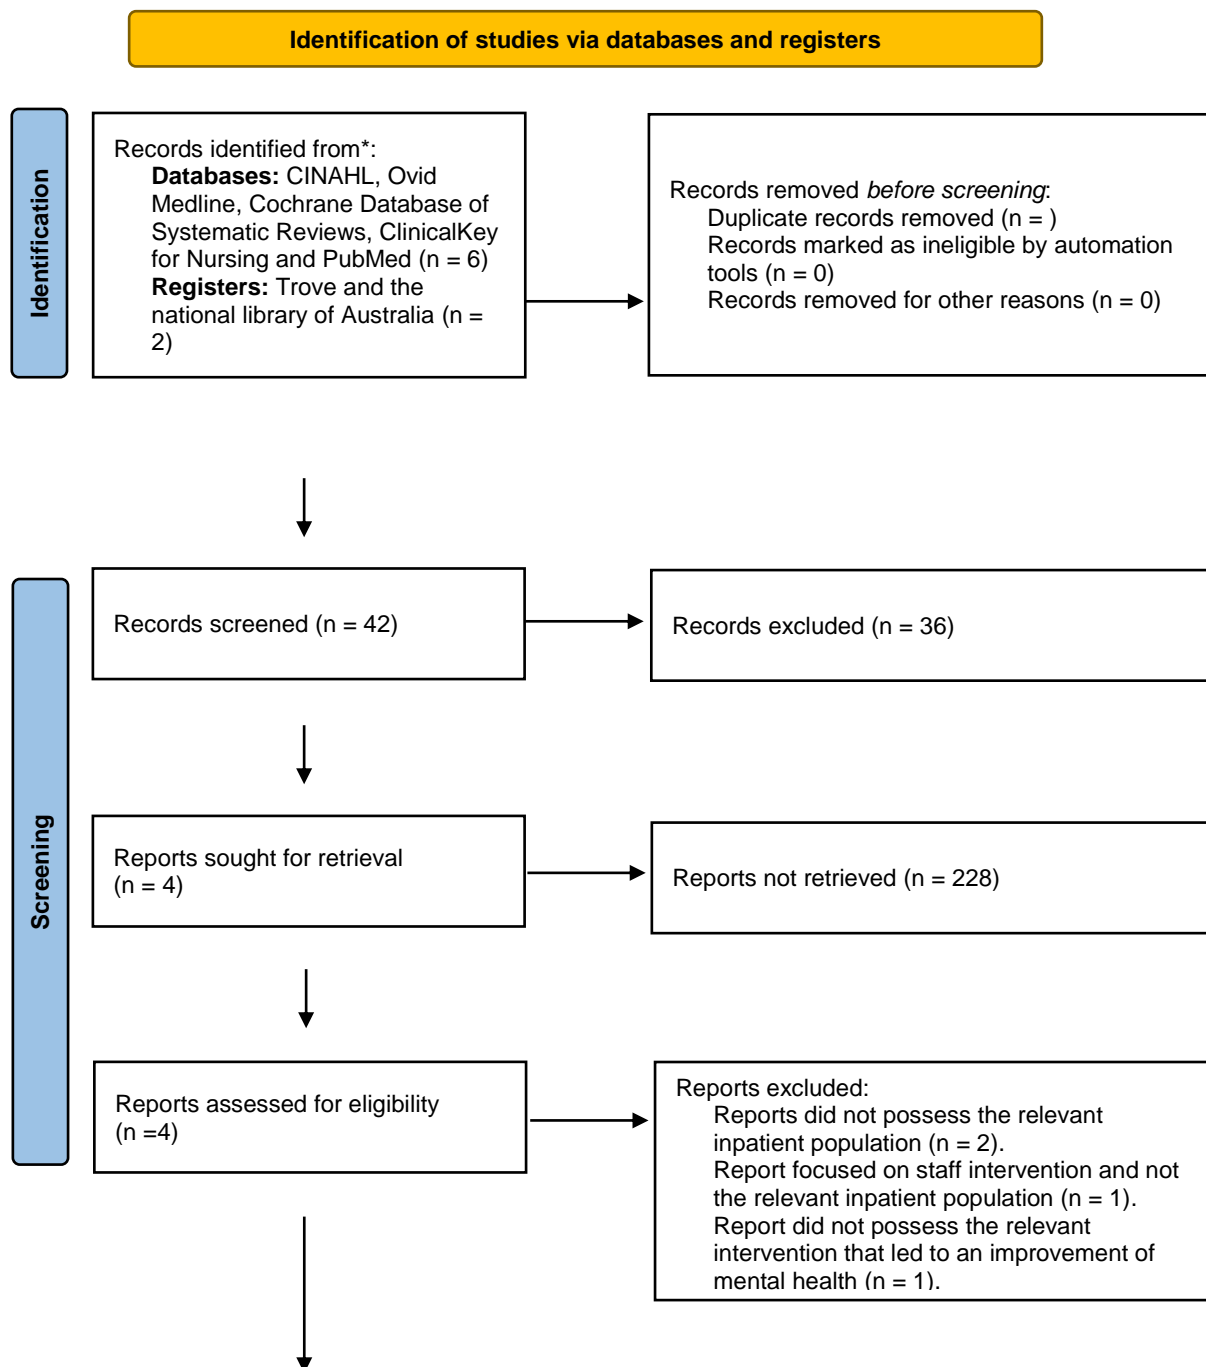 Identification of studies via databases and registers
Identification
Records identified from*:
Databases: CINAHL, Ovid
Medline, Cochrane Database of
Systematic Reviews, ClinicalKey
for Nursing and PubMed (n = 6)
Registers: Trove and the
national library of Australia (n =
2)
Records removed before screening:
Duplicate records removed (n = )
Records marked as ineligible by automation
tools (n = 0)
Records removed for other reasons (n = 0)
Screening
Records screened (n = 42)
Records excluded (n = 36)
Reports sought for retrieval
(n = 4)
Reports not retrieved (n = 228)
Reports assessed for eligibility
(n =4)
Reports excluded:
Reports did not possess the relevant
inpatient population (n = 2).
Report focused on staff intervention and not
the relevant inpatient population (n = 1).
Report did not possess the relevant
intervention that led to an improvement of
mental health (n = 1).